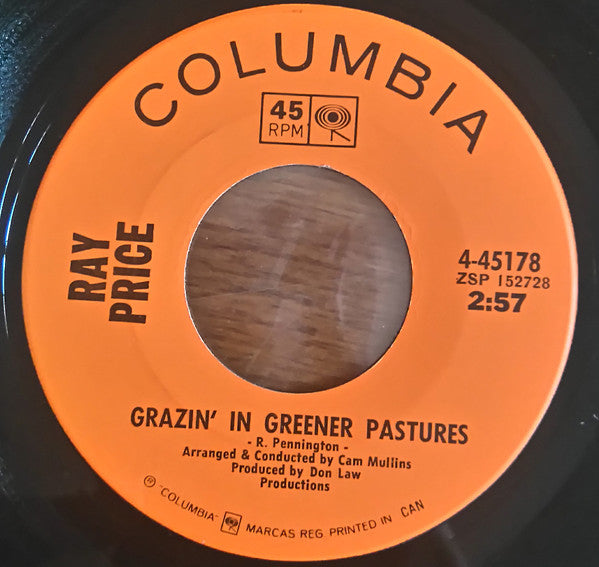 COLUMBIA
45
RPM
RAY
PRICE
4-45178
ZSP 152728
2:57
GRAZIN' IN GREENER PASTURES
- R. Pennington -
Arranged & Conducted by Cam Mullins
Produced by Don Law
Productions
® "COLUMBIA" MARCAS REG. PRINTED IN CAN